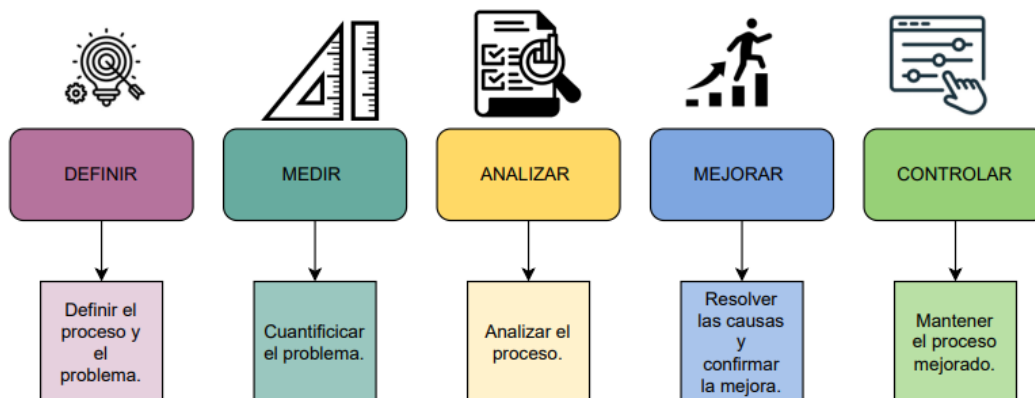 DEFINIR
MEDIR
ANALIZAR
MEJORAR
CONTROLAR
Definir el
proceso y
el
problema.
Cuantificicar
el problema.
Analizar el
proceso.
Resolver
las causas
y
confirmar
la mejora.
Mantener
el proceso
mejorado.